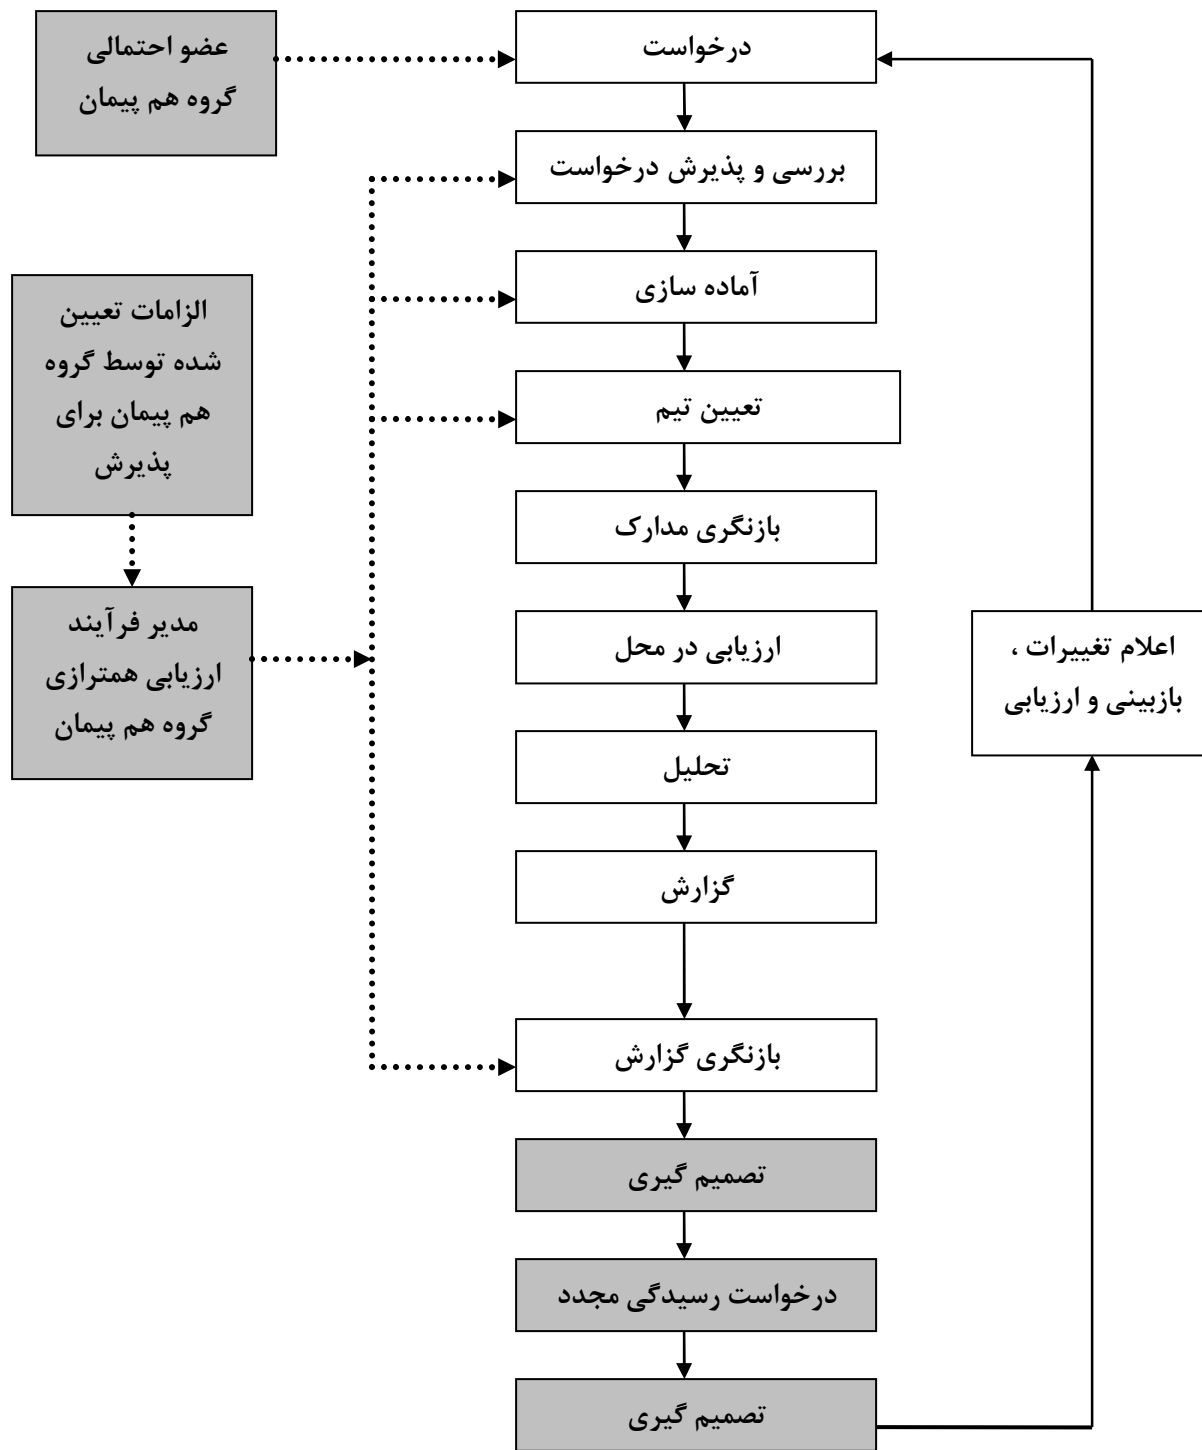 عضو احتمالی
گروه هم پیمان
درخواست
بررسی و پذیرش درخواست
آماده سازی
الزامات تعیین
شده توسط گروه
هم پیمان برای
پذیرش
تعیین تیم
بازنگری مدارک
مدیر فرآیند
ارزیابی همترازی
گروه هم پیمان
ارزیابی در محل
اعلام تغییرات ،
بازبینی و ارزیابی
تحلیل
گزارش
بازنگری گزارش
تصمیم گیری
درخواست رسیدگی مجدد
تصمیم گیری